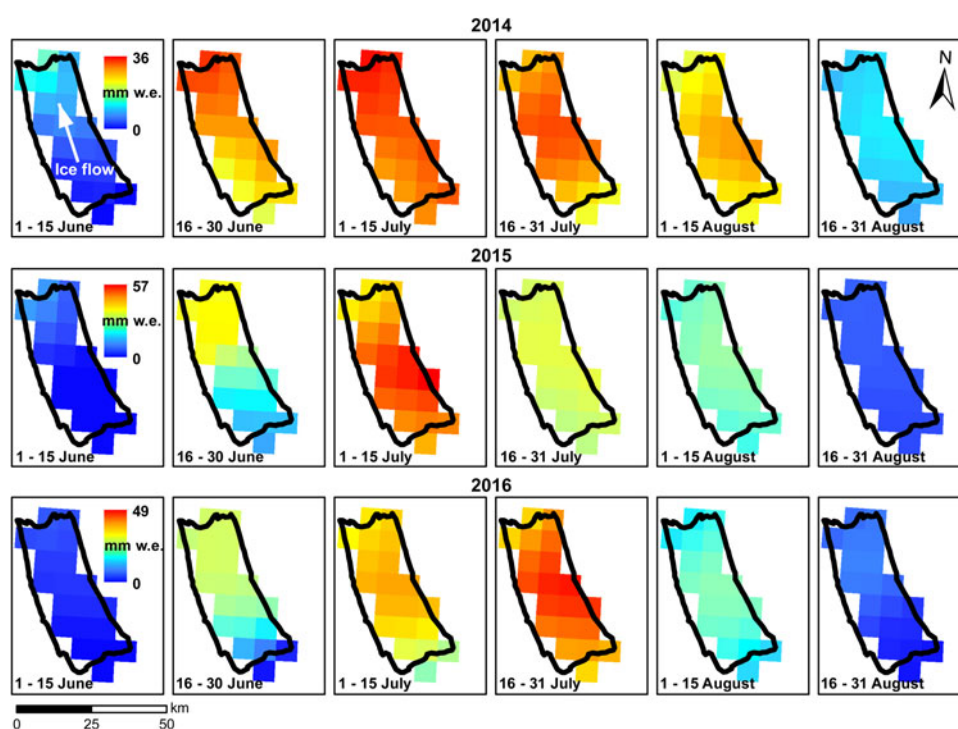 2014
36
mm w.e.
0
Ice flow
N
1 - 15 June
16 - 30 June
1 - 15 July
16 - 31 July
1 - 15 August
16 - 31 August
2015
57
mm w.e.
0
1 - 15 June
16 - 30 June
1 - 15 July
16 - 31 July
1 - 15 August
16 - 31 August
2016
49
mm w.e.
0
1 - 15 June
16 - 30 June
1 - 15 July
16 - 31 July
1 - 15 August
16 - 31 August
km
0 25 50